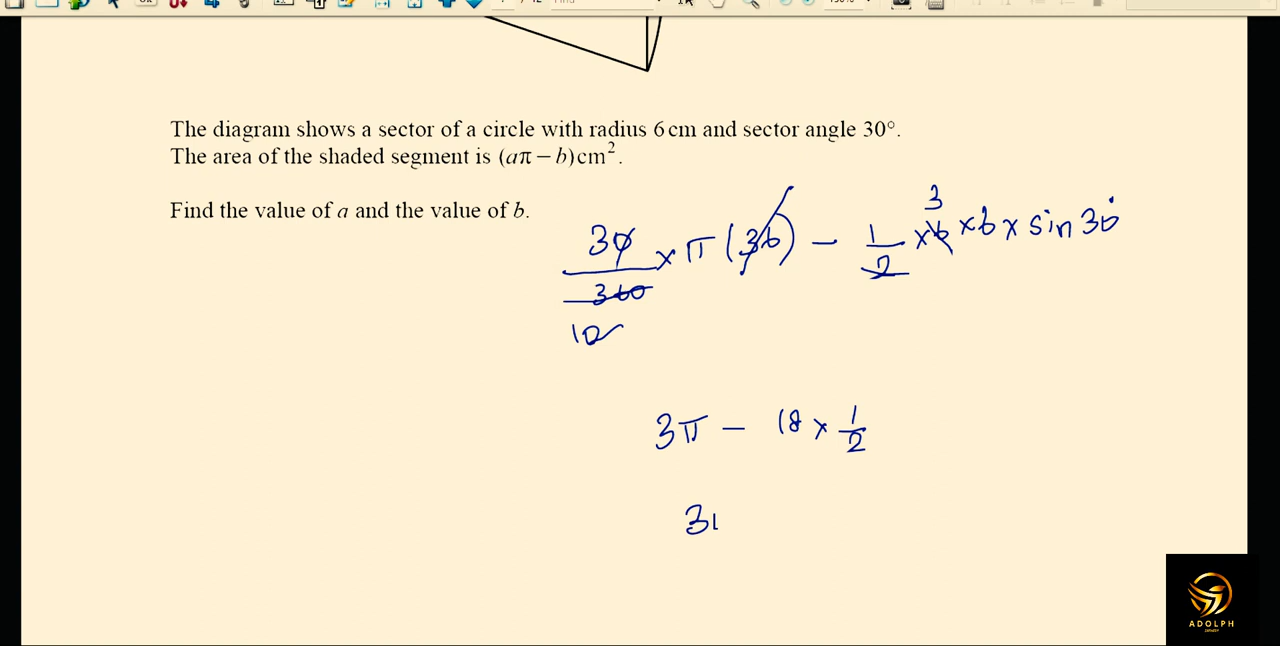 The diagram shows a sector of a circle with radius 6 cm and sector angle 30°.
The area of the shaded segment is (aπ – b)cm².
Find the value of a and the value of b.
30/360 × π (36) – 1/2 × 6 × 6 × sin 30°
3
12
3π – 18 × 1/2
3
ADOLPH